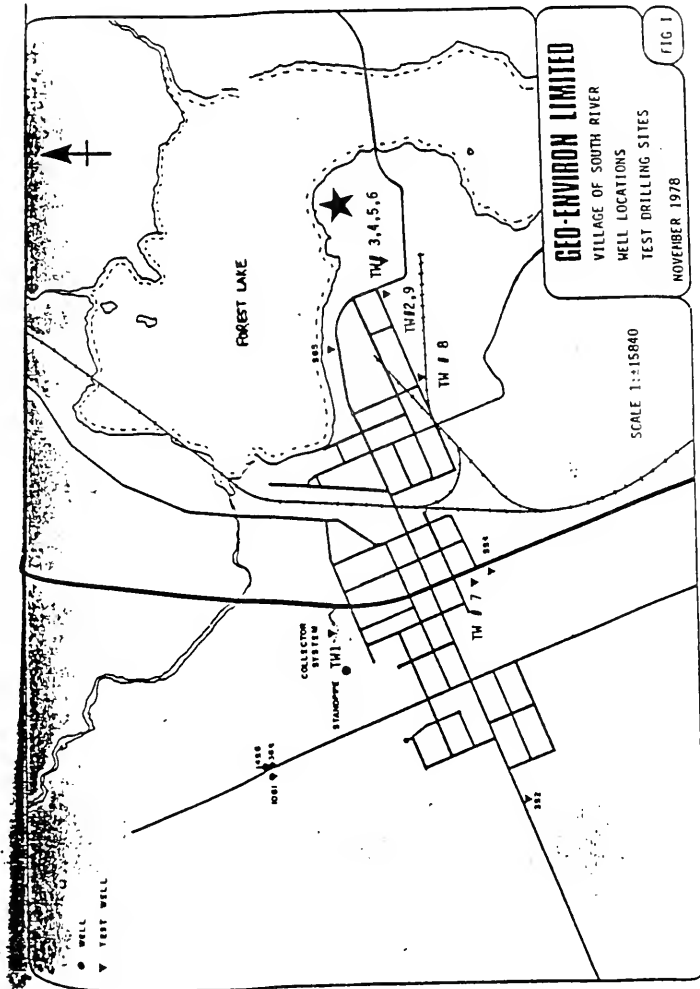 GEO-ENVIRON LIMITED
VILLAGE OF SOUTH RIVER
WELL LOCATIONS
TEST DRILLING SITES
NOVEMBER 1978
FIG 1
SCALE 1:±15840
FOREST LAKE
TW# 3,4,5,6
TW#2,9
TW # 8
TW # 7
COLLECTOR
SYSTEM
TW1
1081
WELL
TEST WELL